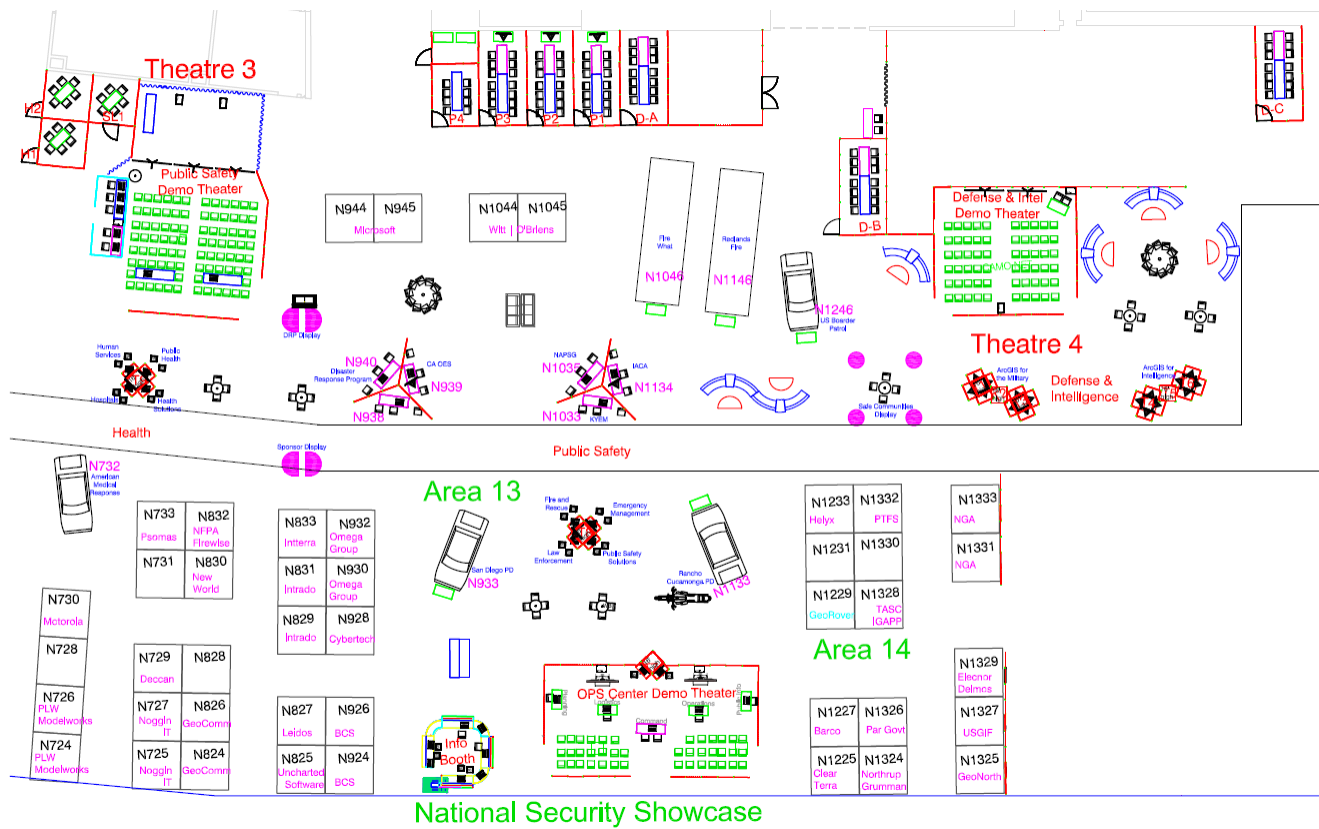 Theatre 3
H2
SL1
H1
P4
P3
P2
P1
D-A
D-C
Public Safety
Demo Theater
N944
N945
Microsoft
N1044
N1045
Witt | O'Briens
Fire
What
N1046
Redlands
Fire
N1146
D-B
Defense & Intel
Demo Theater
N1246
US Boarder
Patrol
DRP Display
Theatre 4
Human
Services
Public
Health
Hospitals
Health
Solutions
N940
Disaster
Response Program
CA OES
N939
N938
NAPSG
N1035
IACA
N1134
N1033
KYEM
Safe Communities
Display
ArcGIS for
the Military
Defense &
Intelligence
ArcGIS for
Intelligence
Health
Public Safety
Sponsor Display
N732
American
Medical
Response
Area 13
N733
Psomas
N832
NFPA
Firewise
N731
N830
New
World
N833
Intterra
N932
Omega
Group
N831
Intrado
N930
Omega
Group
N829
Intrado
N928
Cybertech
San Diego PD
N933
Fire and
Rescue
Emergency
Management
Law
Enforcement
Public Safety
Solutions
Rancho
Cucamonga PD
N1133
N1233
Helyx
N1332
PTFS
N1231
N1330
N1229
GeoRover
N1328
TASC
IGAPP
N1333
NGA
N1331
NGA
Area 14
N730
Motorola
N728
N726
PLW
Modelworks
N724
PLW
Modelworks
N729
Deccan
N828
N727
NoggIn
IT
N826
GeoComm
N725
NoggIn
IT
N824
GeoComm
N827
Leidos
N926
BCS
N825
Uncharted
Software
N924
BCS
Info
Booth
OPS Center Demo Theater
Planning
Logistics
Command
Operations
Public Info
N1227
Barco
N1326
Par Govt
N1225
Clear
Terra
N1324
Northrup
Grumman
N1329
Elecnor
Deimos
N1327
USGIF
N1325
GeoNorth
National Security Showcase